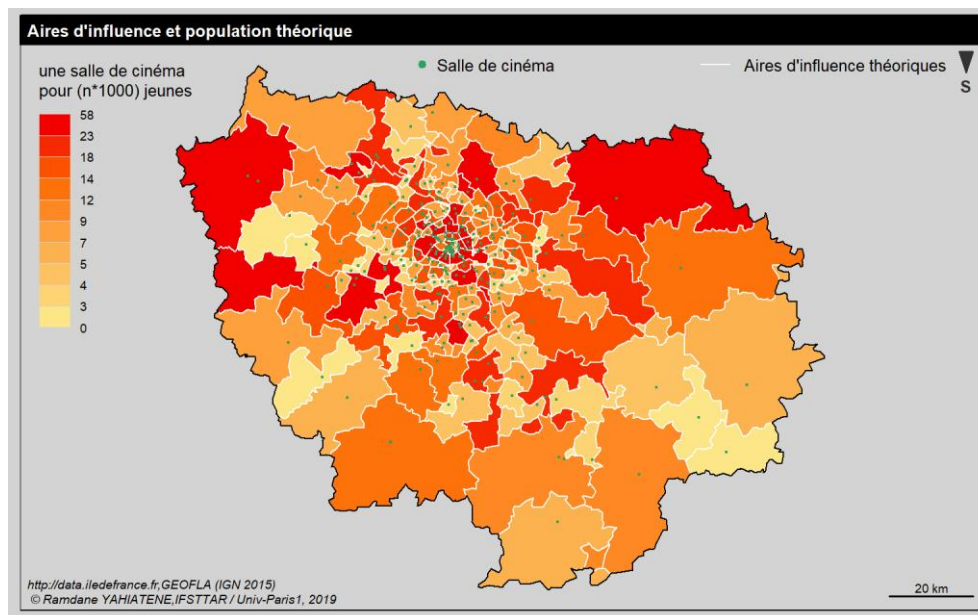 Aires d'influence et population théorique
une salle de cinéma
pour (n*1000) jeunes
Salle de cinéma
Aires d'influence théoriques
S
58
23
18
14
12
9
7
5
4
3
0
http://data.iledefrance.fr,GEOFLA (IGN 2015)
© Ramdane YAHIATENE,IFSTTAR / Univ-Paris1, 2019
20 km